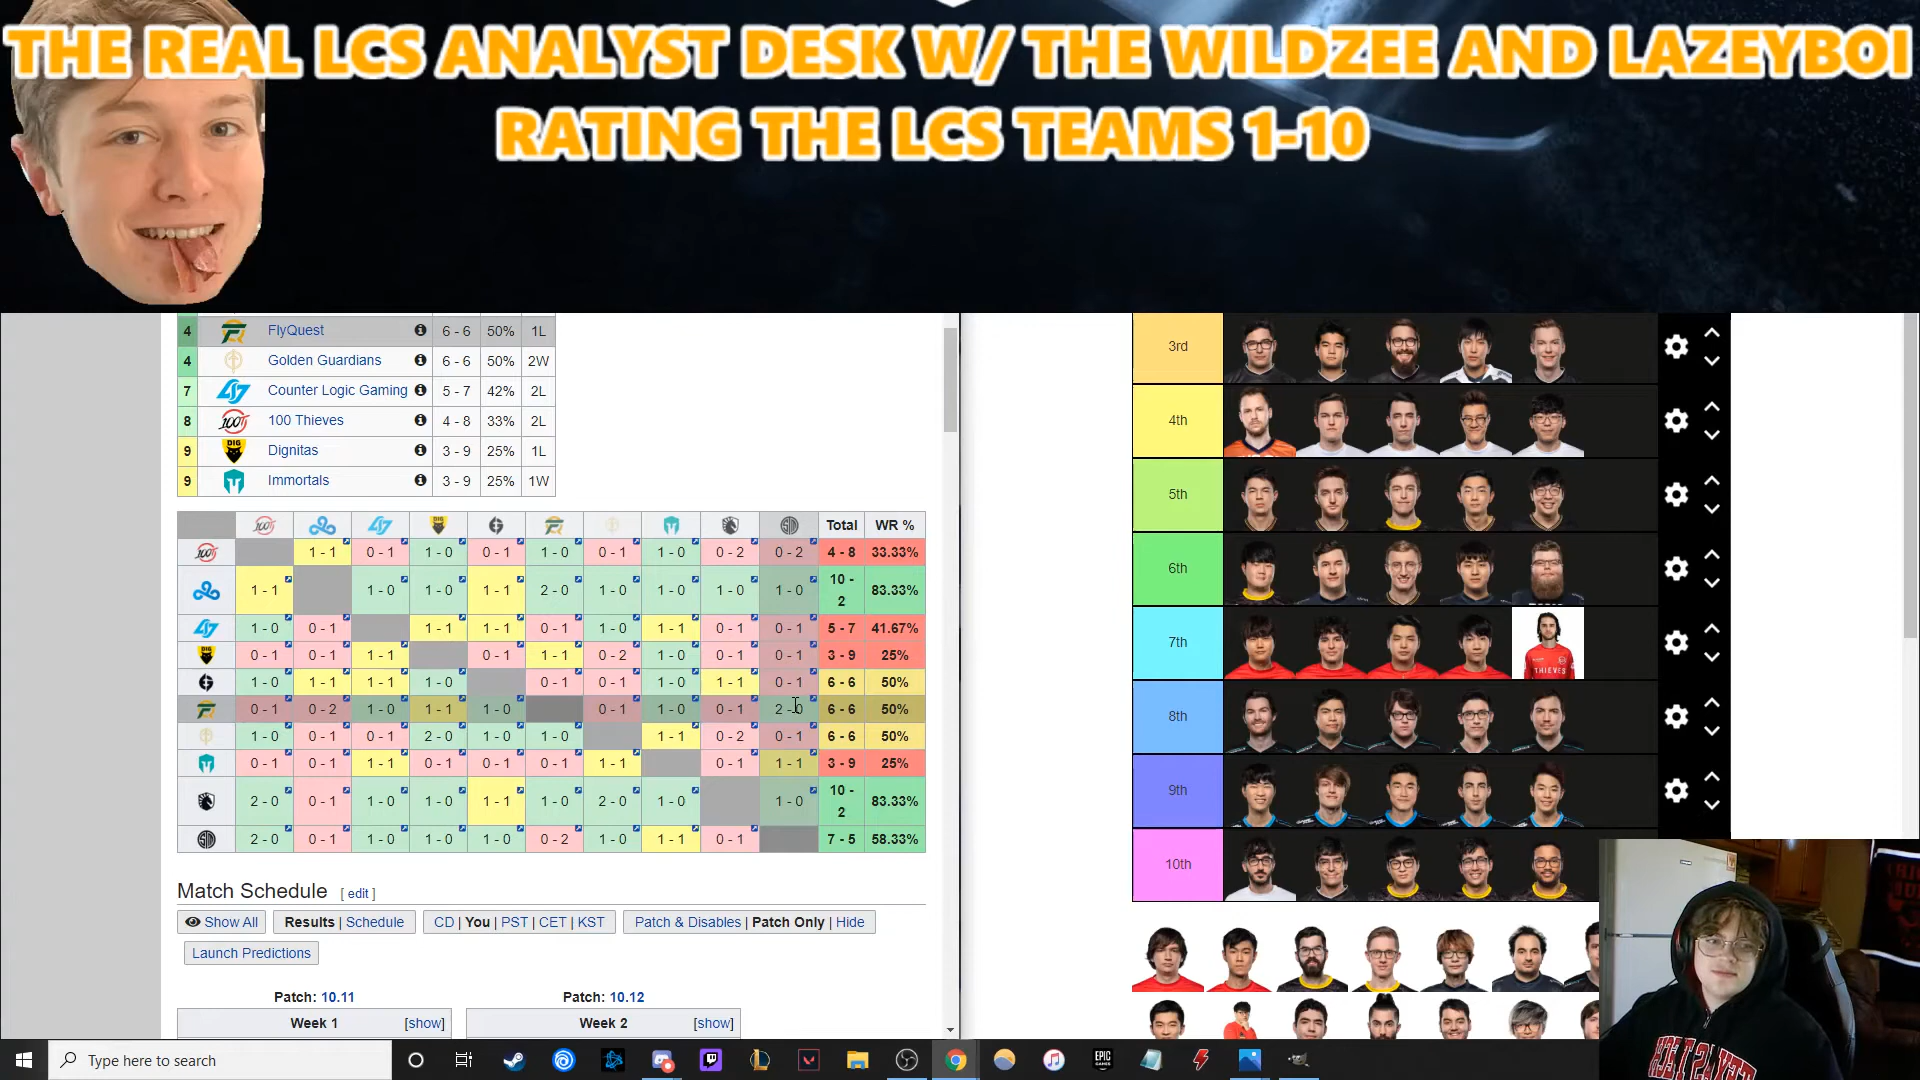 THE REAL LCS ANALYST DESK W/ THE WILDZEE AND LAZEYBOI
RATING THE LCS TEAMS 1-10
4 FlyQuest 6 - 6 50% 1L
4 Golden Guardians 6 - 6 50% 2W
7 Counter Logic Gaming 5 - 7 42% 2L
8 100 Thieves 4 - 8 33% 2L
9 Dignitas 3 - 9 25% 1L
9 Immortals 3 - 9 25% 1W
Total WR %
1 - 1 0 - 1 1 - 0 0 - 1 1 - 0 0 - 1 1 - 0 0 - 2 0 - 2 4 - 8 33.33%
1 - 1 1 - 0 1 - 0 1 - 1 2 - 0 1 - 0 1 - 0 1 - 0 1 - 0 10 - 2 83.33%
1 - 0 0 - 1 1 - 1 1 - 1 0 - 1 1 - 0 1 - 1 0 - 1 0 - 1 5 - 7 41.67%
0 - 1 0 - 1 1 - 1 0 - 1 1 - 1 0 - 2 1 - 0 0 - 1 0 - 1 3 - 9 25%
1 - 0 1 - 1 1 - 1 1 - 0 0 - 1 0 - 1 1 - 0 1 - 1 0 - 1 6 - 6 50%
0 - 1 0 - 2 1 - 0 1 - 1 1 - 0 0 - 1 1 - 0 0 - 1 2 - 0 6 - 6 50%
1 - 0 0 - 1 0 - 1 2 - 0 1 - 0 1 - 0 1 - 1 0 - 2 0 - 1 6 - 6 50%
0 - 1 0 - 1 1 - 1 0 - 1 0 - 1 0 - 1 1 - 1 0 - 1 1 - 1 3 - 9 25%
2 - 0 0 - 1 1 - 0 1 - 0 1 - 1 1 - 0 2 - 0 1 - 0 1 - 0 10 - 2 83.33%
2 - 0 0 - 1 1 - 0 1 - 0 1 - 0 0 - 2 1 - 0 1 - 1 0 - 1 7 - 5 58.33%
Match Schedule [ edit ]
Show All Results | Schedule CD | You | PST | CET | KST Patch & Disables | Patch Only | Hide
Launch Predictions
Patch: 10.11 Patch: 10.12
Week 1 [show] Week 2 [show]
3rd
4th
5th
6th
7th
THIEVES
8th
9th
10th
Type here to search
EPIC